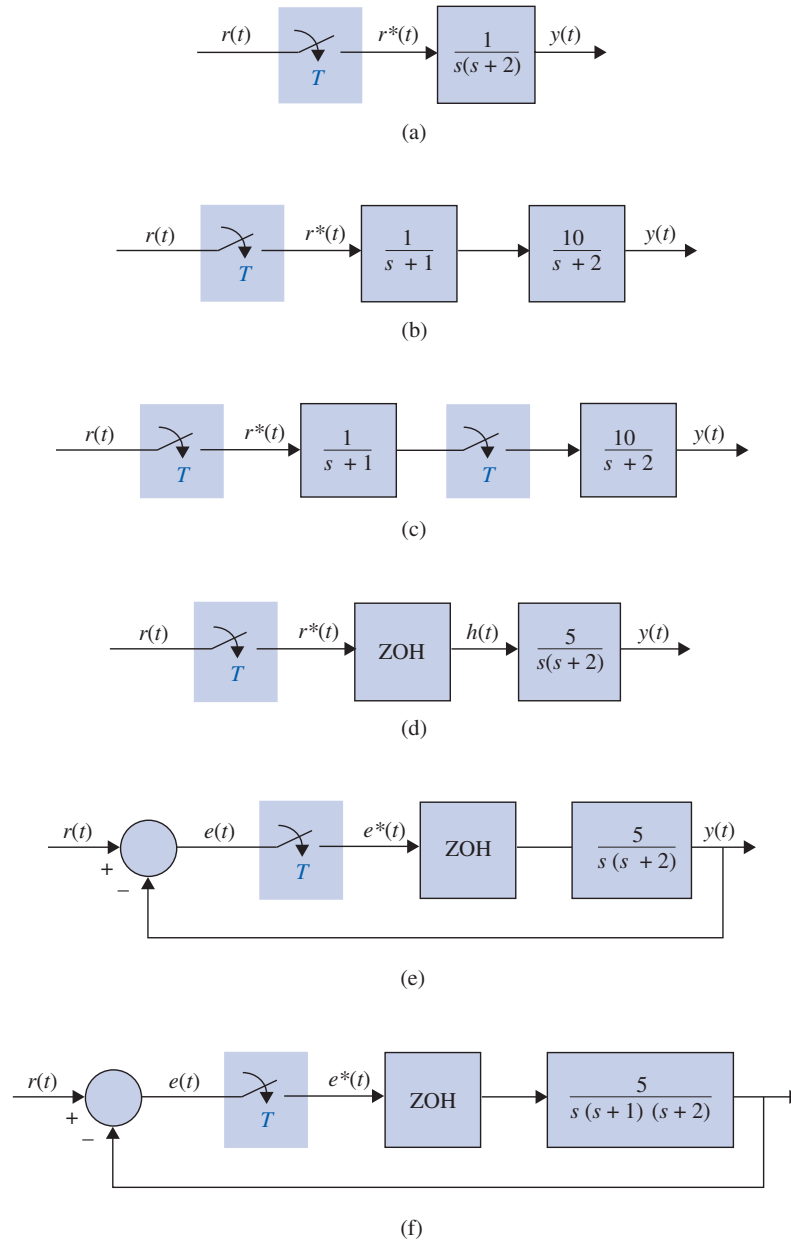 r(t) r*(t) 1 y(t)
T s(s + 2)
(a)
r(t) r*(t) 1 10 y(t)
T s + 1 s + 2
(b)
r(t) r*(t) 1 10 y(t)
T s + 1 T s + 2
(c)
r(t) r*(t) ZOH h(t) 5 y(t)
T s(s + 2)
(d)
r(t) e(t) e*(t) ZOH 5 y(t)
+ − T s (s + 2)
(e)
r(t) e(t) e*(t) ZOH 5
+ − T s (s + 1) (s + 2)
(f)